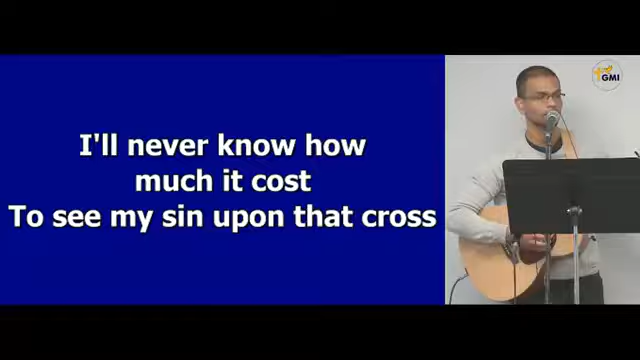 I'll never know how
much it cost
To see my sin upon that cross
GMI